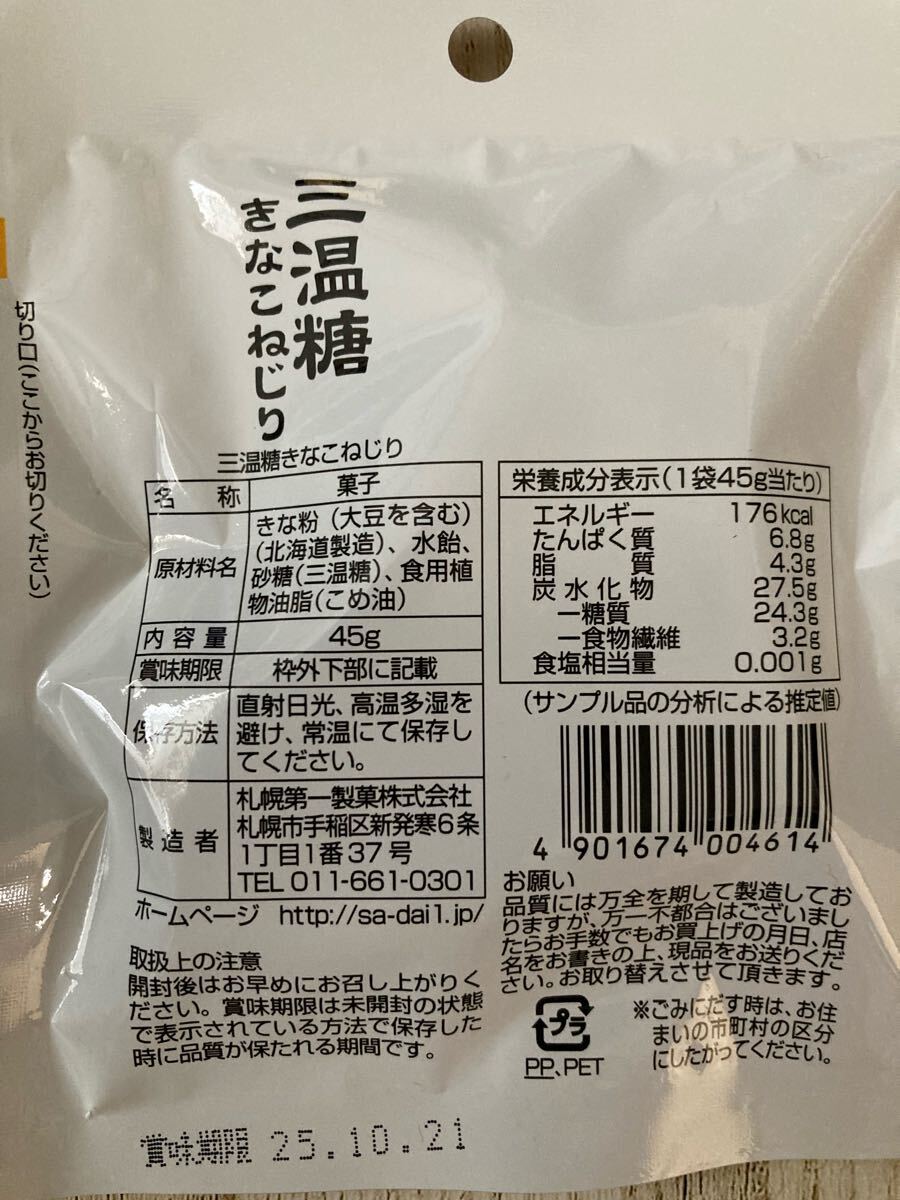 三温糖
きなこねじり
切り口(ここからお切りください)
三温糖きなこねじり
名称 菓子
原材料名 きな粉(大豆を含む)
(北海道製造)、水飴、
砂糖(三温糖)、食用植
物油脂(こめ油)
内容量 45g
賞味期限 枠外下部に記載
保存方法 直射日光、高温多湿を
避け、常温にて保存し
てください。
製造者 札幌第一製菓株式会社
札幌市手稲区新発寒6条
1丁目1番37号
TEL 011-661-0301
ホームページ http://sa-dai1.jp/
取扱上の注意
開封後はお早めにお召し上がりく
ださい。賞味期限は未開封の状態
で表示されている方法で保存した
時に品質が保たれる期間です。
栄養成分表示(1袋45g当たり)
エネルギー 176kcal
たんぱく質 6.8g
脂質 4.3g
炭水化物 27.5g
ー糖質 24.3g
ー食物繊維 3.2g
食塩相当量 0.001g
(サンプル品の分析による推定値)
4 901674 004614
お願い
品質には万全を期して製造してお
りますが、万一不都合はございまし
たらお手数でもお買上げの月日、店
名をお書きの上、現品をお送りくだ
さい。お取り替えさせて頂きます。
プラ
PP、PET
※ごみにだす時は、お住
まいの市町村の区分
にしたがってください。
賞味期限 25.10.21